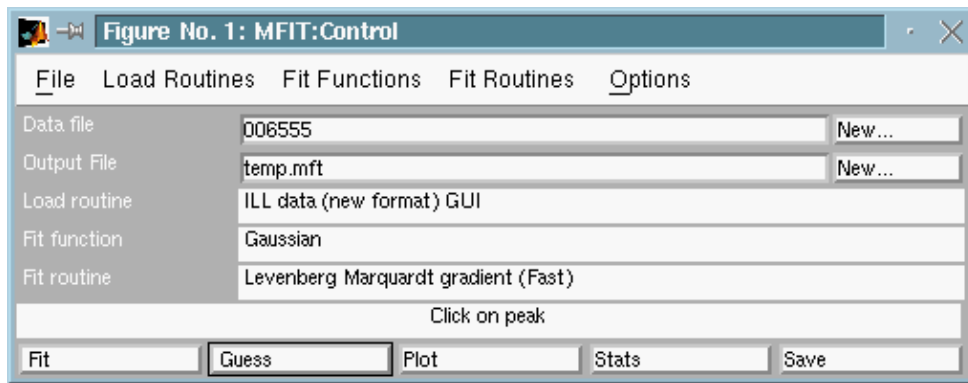 Figure No. 1: MFIT:Control
File Load Routines Fit Functions Fit Routines Options
Data file 006555 New...
Output File temp.mft New...
Load routine ILL data (new format) GUI
Fit function Gaussian
Fit routine Levenberg Marquardt gradient (Fast)
Click on peak
Fit Guess Plot Stats Save